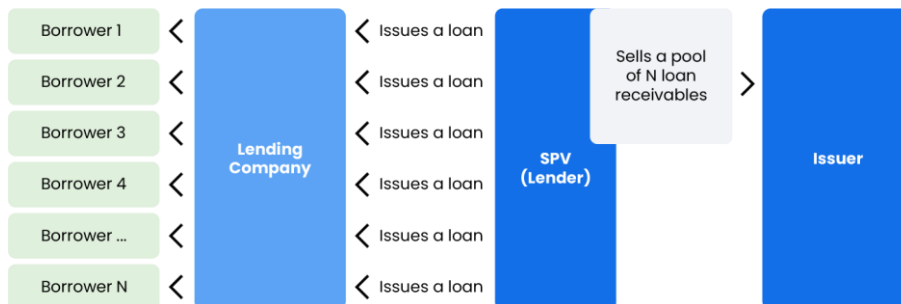 Borrower 1
Issues a loan
Borrower 2
Issues a loan
Sells a pool
of N loan
receivables
Borrower 3
Issues a loan
Lending
Company
SPV
(Lender)
Issuer
Borrower 4
Issues a loan
Borrower ...
Issues a loan
Borrower N
Issues a loan